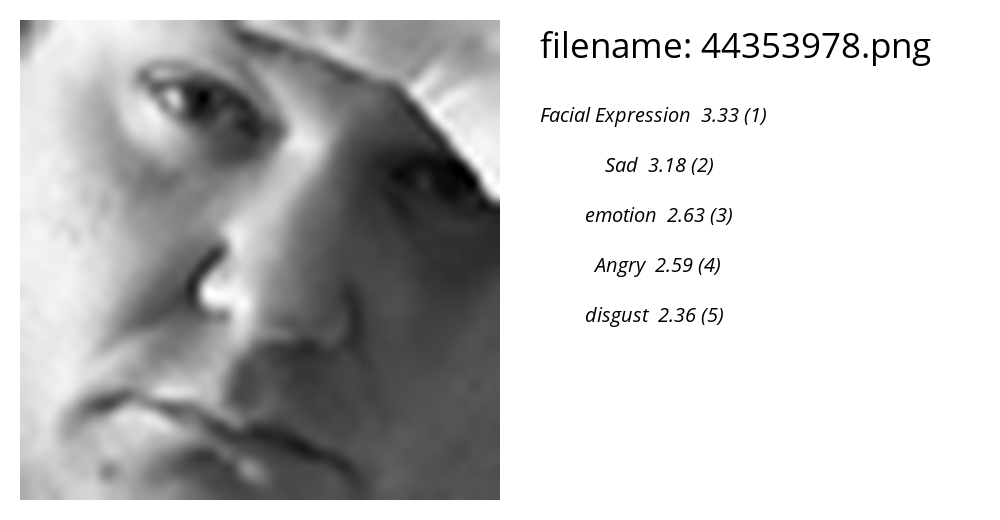 filename: 44353978.png
Facial Expression 3.33 (1)
Sad 3.18 (2)
emotion 2.63 (3)
Angry 2.59 (4)
disgust 2.36 (5)